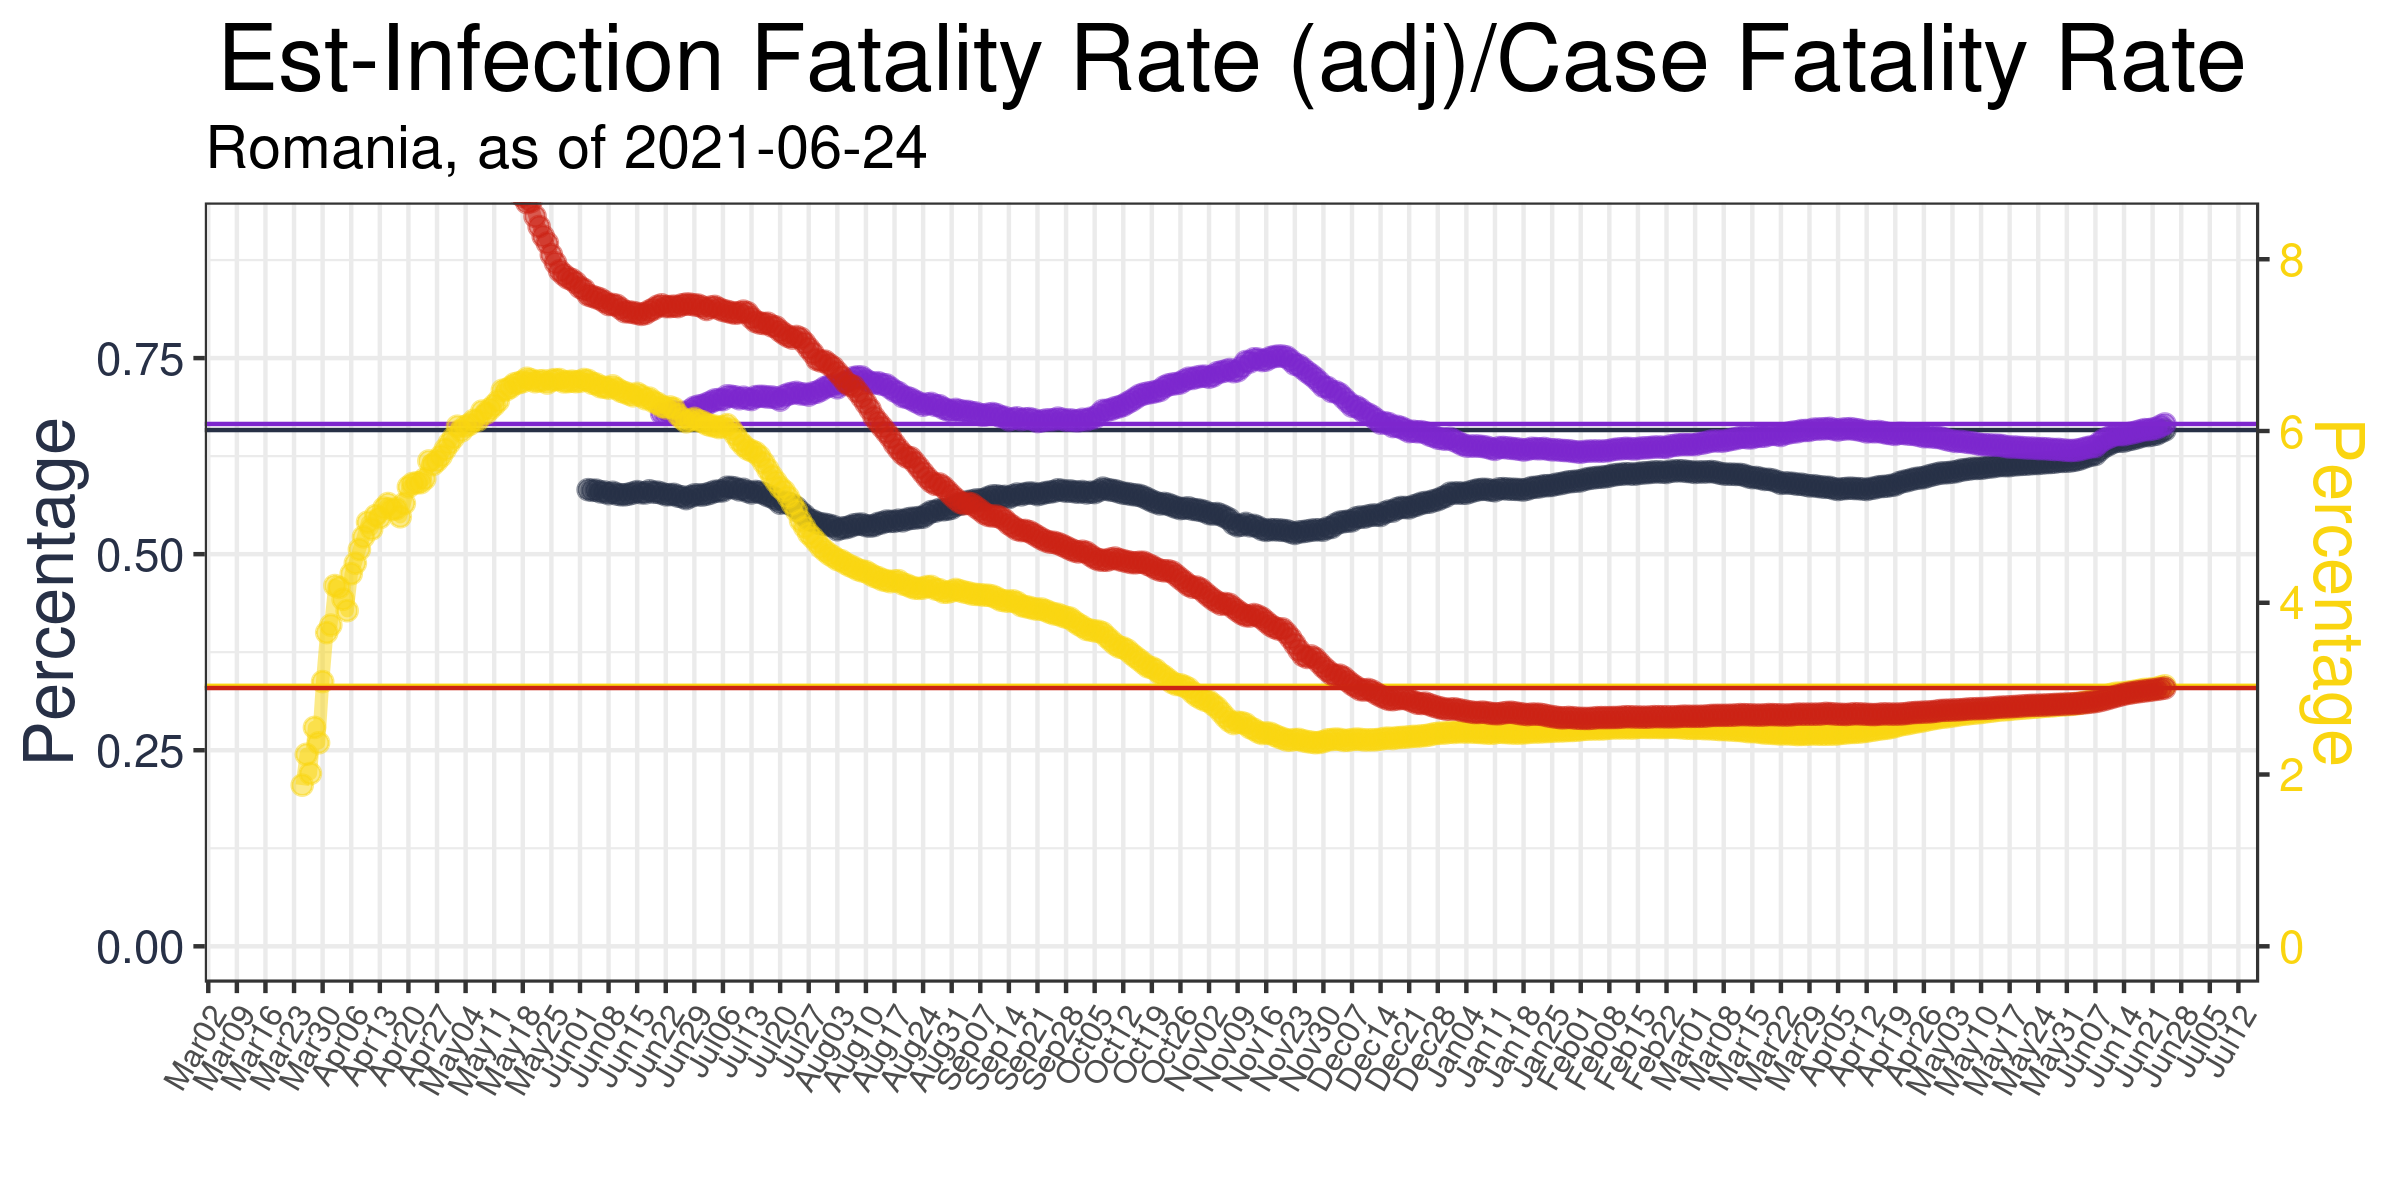 Est-Infection Fatality Rate (adj)/Case Fatality Rate
Romania, as of 2021-06-24
Percentage
0.75
0.50
0.25
0.00
8
6
4
2
0
Percentage
Mar02
Mar09
Mar16
Mar23
Mar30
Apr06
Apr13
Apr20
Apr27
May04
May11
May18
May25
Jun01
Jun08
Jun15
Jun22
Jun29
Jul06
Jul13
Jul20
Jul27
Aug03
Aug10
Aug17
Aug24
Aug31
Sep07
Sep14
Sep21
Sep28
Oct05
Oct12
Oct19
Oct26
Nov02
Nov09
Nov16
Nov23
Nov30
Dec07
Dec14
Dec21
Dec28
Jan04
Jan11
Jan18
Jan25
Feb01
Feb08
Feb15
Feb22
Mar01
Mar08
Mar15
Mar22
Mar29
Apr05
Apr12
Apr19
Apr26
May03
May10
May17
May24
May31
Jun07
Jun14
Jun21
Jun28
Jul05
Jul12